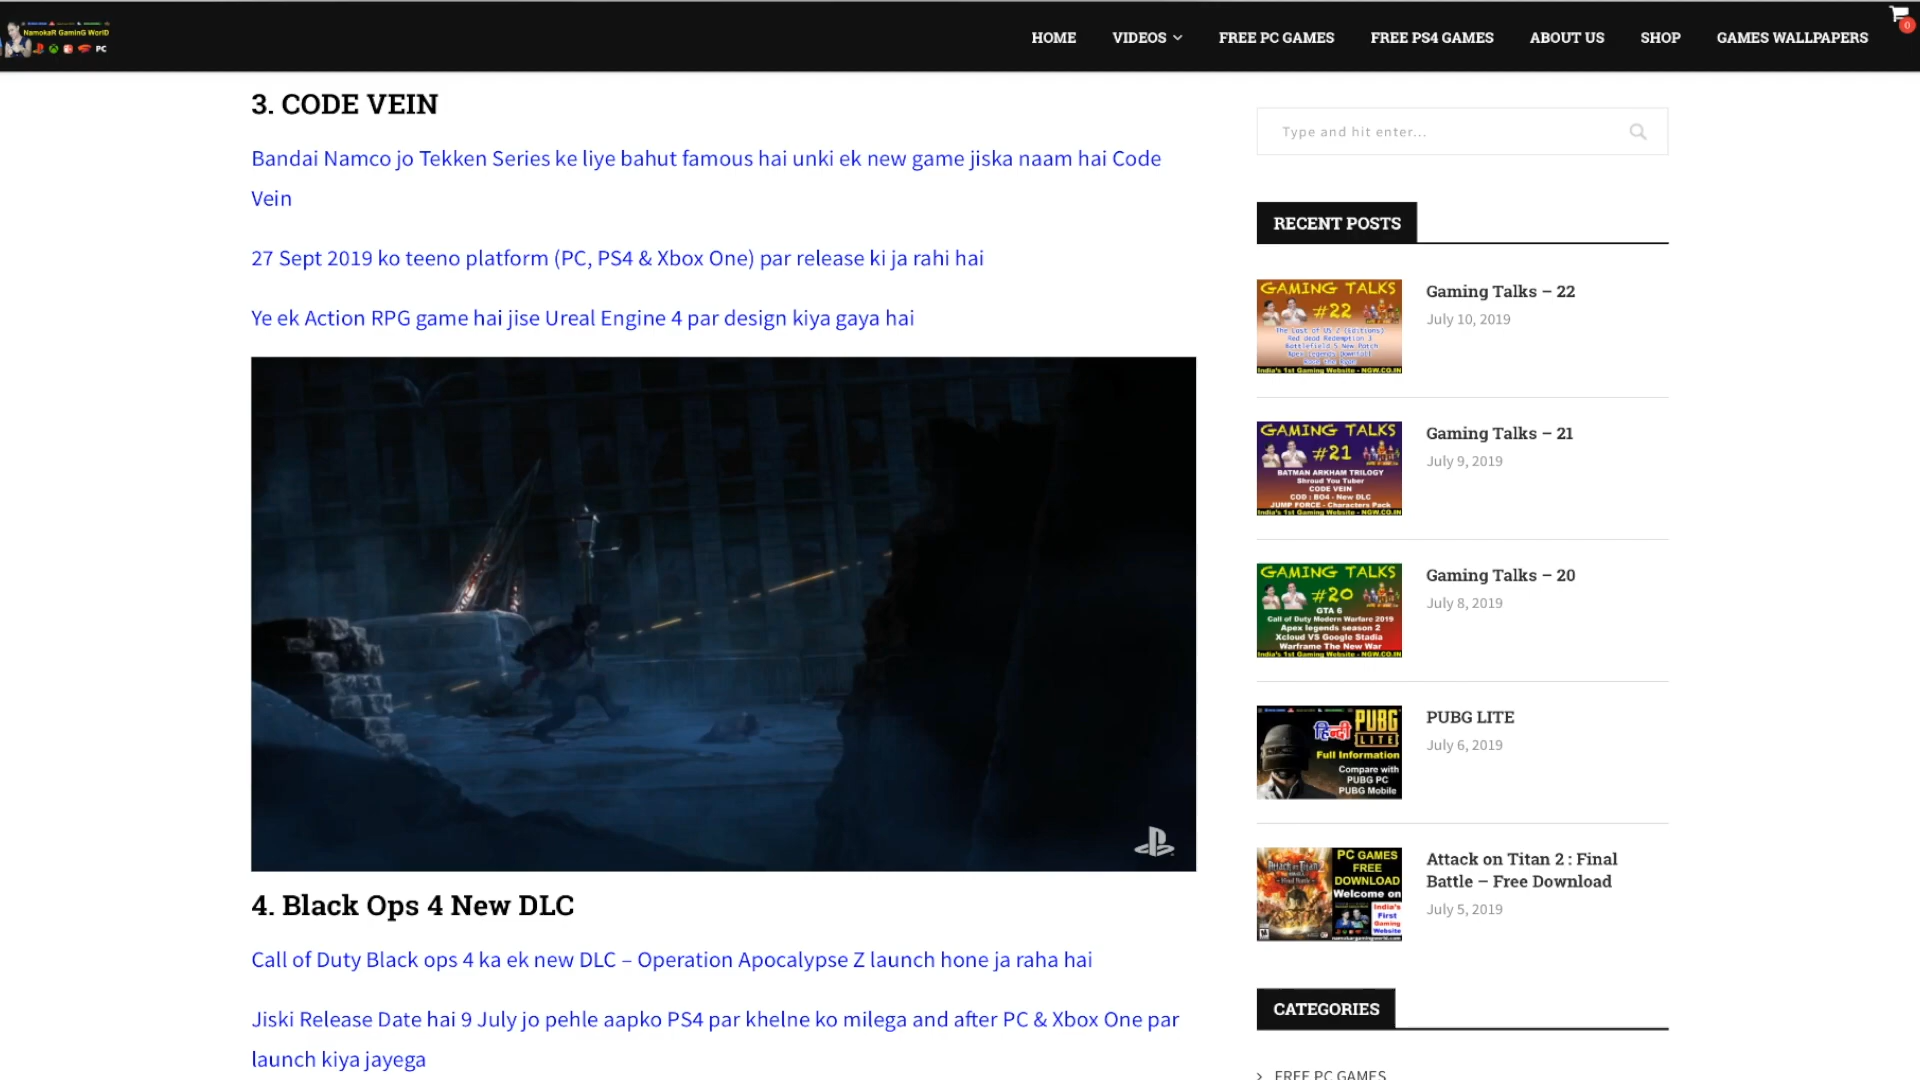 NamokaR GaminG WorlD
PC
HOME
VIDEOS
FREE PC GAMES
FREE PS4 GAMES
ABOUT US
SHOP
GAMES WALLPAPERS
0
3. CODE VEIN
Bandai Namco jo Tekken Series ke liye bahut famous hai unki ek new game jiska naam hai Code
Vein
27 Sept 2019 ko teeno platform (PC, PS4 & Xbox One) par release ki ja rahi hai
Ye ek Action RPG game hai jise Ureal Engine 4 par design kiya gaya hai
4. Black Ops 4 New DLC
Call of Duty Black ops 4 ka ek new DLC – Operation Apocalypse Z launch hone ja raha hai
Jiski Release Date hai 9 July jo pehle aapko PS4 par khelne ko milega and after PC & Xbox One par
launch kiya jayega
Type and hit enter...
RECENT POSTS
GAMING TALKS
#22
The Last of US 2 (Editions)
Red dead Redemption 2
Battlefield 5 New Patch
Apex Legends Downfall
India's 1st Gaming Website - NGW.CO.IN
Gaming Talks – 22
July 10, 2019
GAMING TALKS
#21
BATMAN ARKHAM TRILOGY
Shroud You Tuber
CODE VEIN
COD : BO4 - New DLC
JUMP FORCE - Characters Pack
India's 1st Gaming Website - NGW.CO.IN
Gaming Talks – 21
July 9, 2019
GAMING TALKS
#20
GTA 6
Call of Duty Modern Warfare 2019
Apex legends season 2
Xcloud VS Google Stadia
Warframe The New War
India's 1st Gaming Website - NGW.CO.IN
Gaming Talks – 20
July 8, 2019
हिन्दी PUBG
LITE
Full Information
Compare with
PUBG PC
PUBG Mobile
PUBG LITE
July 6, 2019
Attack on Titan 2
PC GAMES
FREE
DOWNLOAD
Welcome on
India's
First
Gaming
Website
namokargamingworld.com
Attack on Titan 2 : Final
Battle – Free Download
July 5, 2019
CATEGORIES
FREE PC GAMES